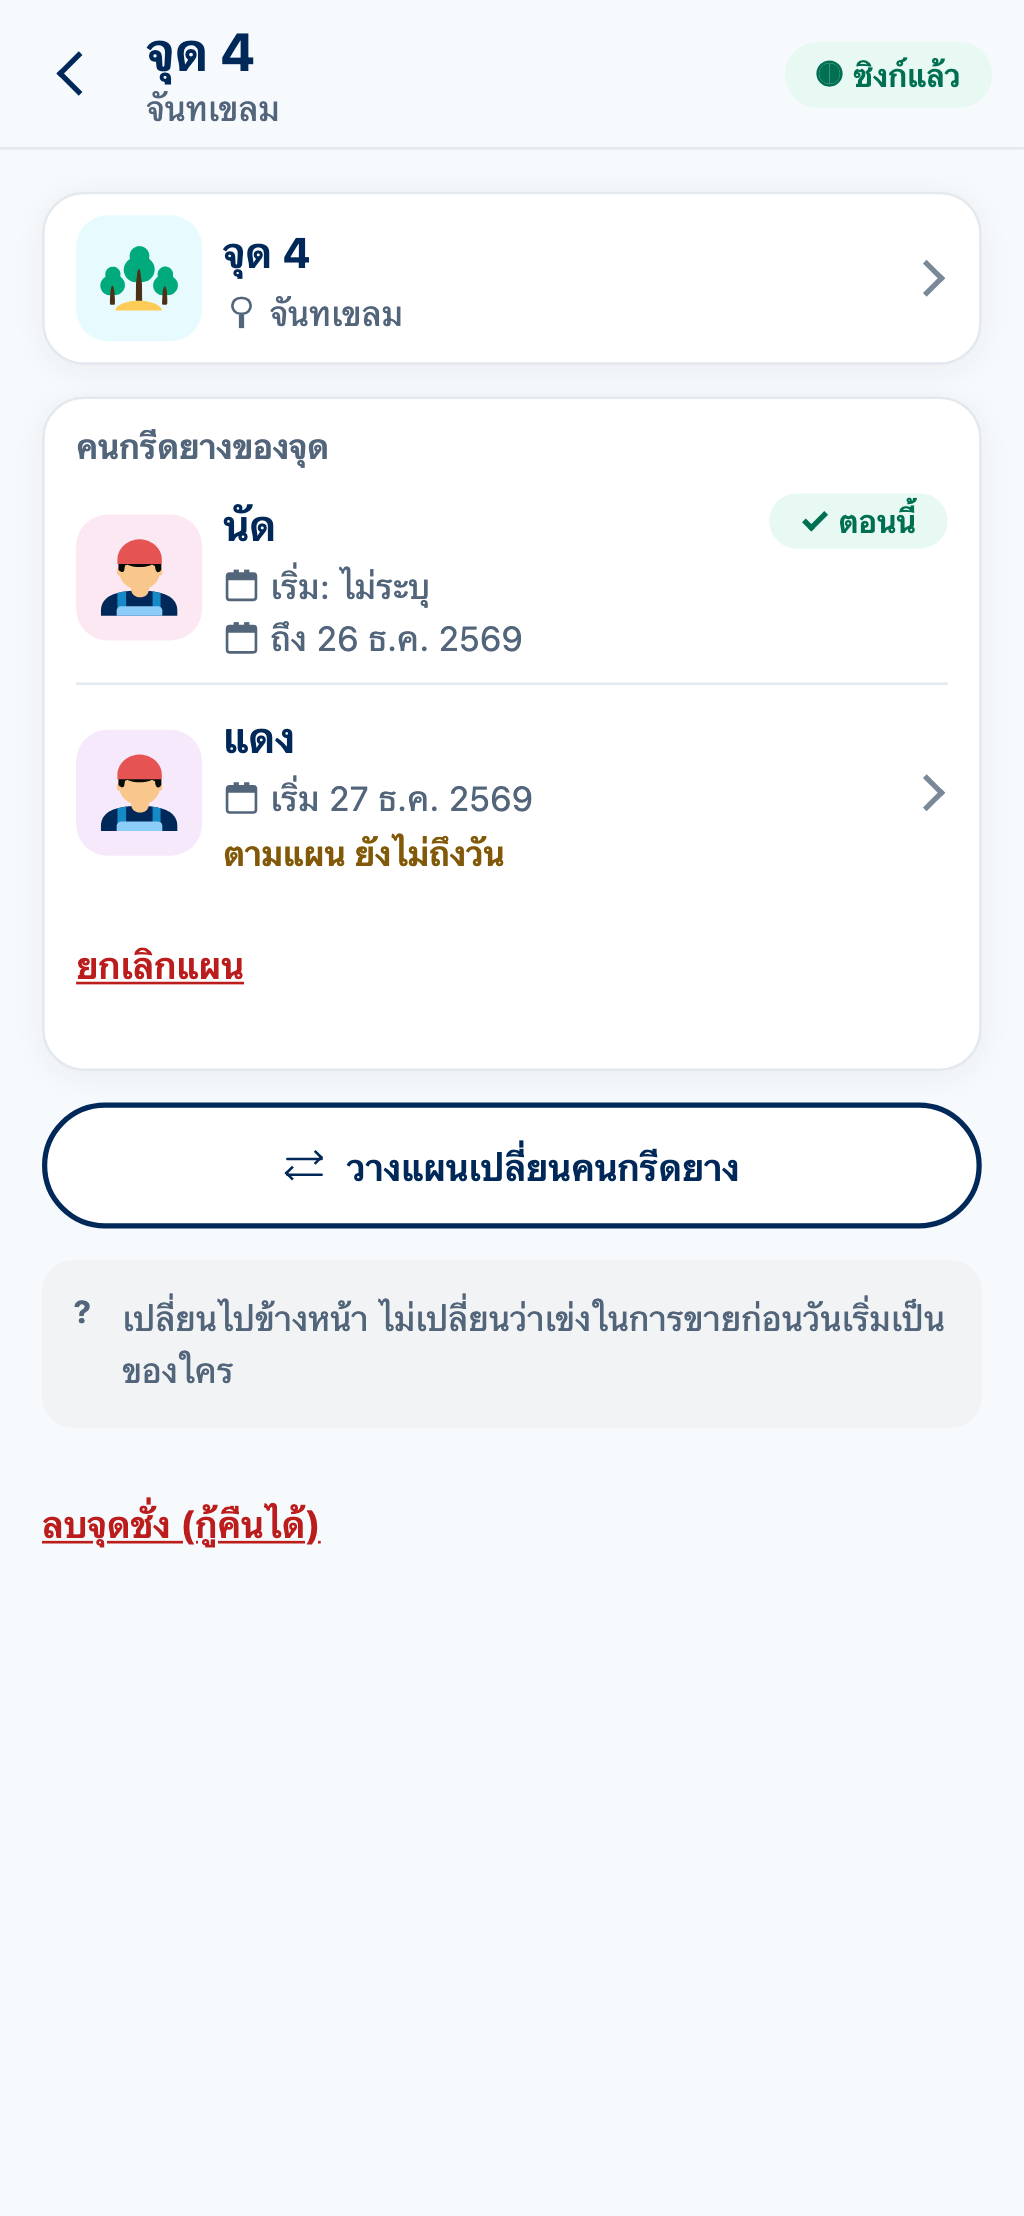 จุด 4
จันทเขลม
ซิงก์แล้ว
จุด 4
จันทเขลม
คนกรีดยางของจุด
นัด
ตอนนี้
เริ่ม: ไม่ระบุ
ถึง 26 ธ.ค. 2569
แดง
เริ่ม 27 ธ.ค. 2569
ตามแผน ยังไม่ถึงวัน
ยกเลิกแผน
วางแผนเปลี่ยนคนกรีดยาง
? เปลี่ยนไปข้างหน้า ไม่เปลี่ยนว่าเข่งในการขายก่อนวันเริ่มเป็น
ของใคร
ลบจุดชั่ง (กู้คืนได้)